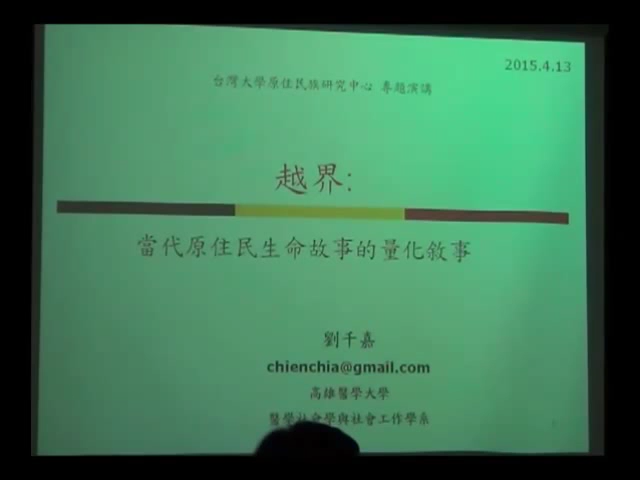 2015.4.13
台灣大學原住民族研究中心 專題演講
越界:
當代原住民生命故事的量化敘事
劉千嘉
chienchia@gmail.com
高雄醫學大學
醫學社會學與社會工作學系